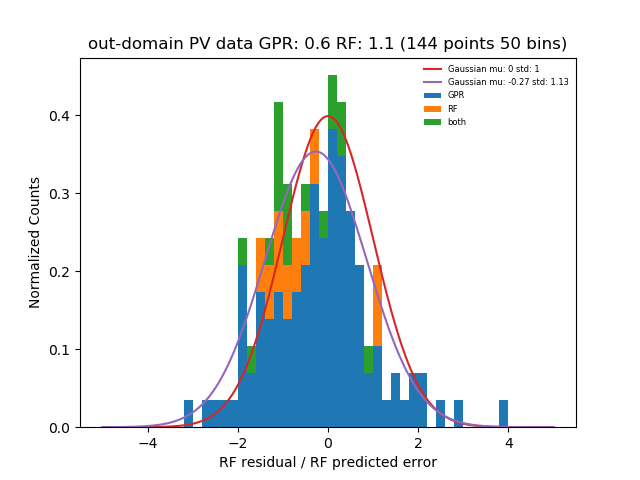 out-domain PV data GPR: 0.6 RF: 1.1 (144 points 50 bins)
Gaussian mu: 0 std: 1
Gaussian mu: -0.27 std: 1.13
GPR
RF
both
Normalized Counts
0.4
0.3
0.2
0.1
0.0
−4
−2
0
2
4
RF residual / RF predicted error